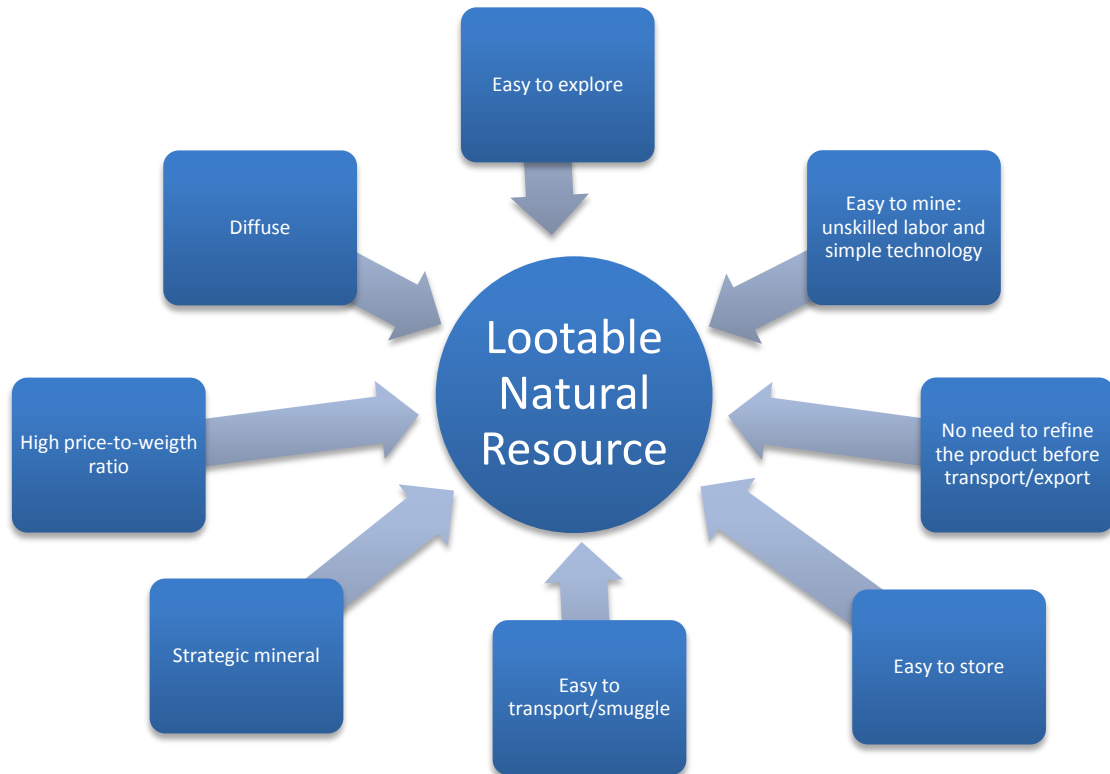 Easy to explore
Diffuse
Easy to mine:
unskilled labor and
simple technology
Lootable
Natural
Resource
High price-to-weigth
ratio
No need to refine
the product before
transport/export
Strategic mineral
Easy to
transport/smuggle
Easy to store